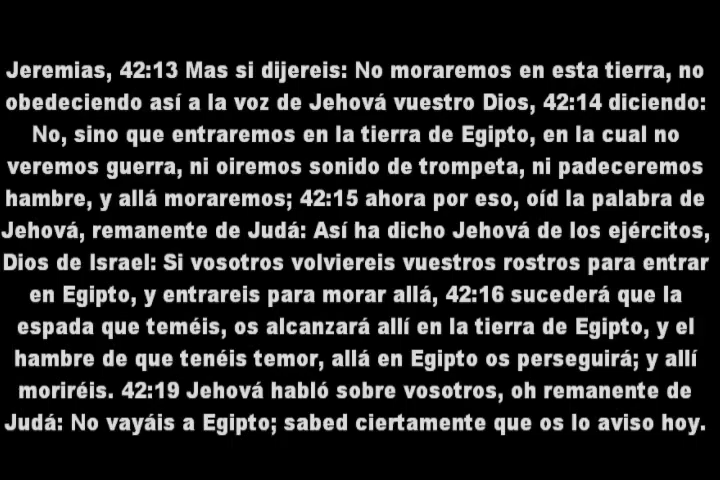 Jeremias, 42:13 Mas si dijereis: No moraremos en esta tierra, no
obedeciendo así a la voz de Jehová vuestro Dios, 42:14 diciendo:
No, sino que entraremos en la tierra de Egipto, en la cual no
veremos guerra, ni oiremos sonido de trompeta, ni padeceremos
hambre, y allá moraremos; 42:15 ahora por eso, oíd la palabra de
Jehová, remanente de Judá: Así ha dicho Jehová de los ejércitos,
Dios de Israel: Si vosotros volviereis vuestros rostros para entrar
en Egipto, y entrareis para morar allá, 42:16 sucederá que la
espada que teméis, os alcanzará allí en la tierra de Egipto, y el
hambre de que tenéis temor, allá en Egipto os perseguirá; y allí
moriréis. 42:19 Jehová habló sobre vosotros, oh remanente de
Judá: No vayáis a Egipto; sabed ciertamente que os lo aviso hoy.